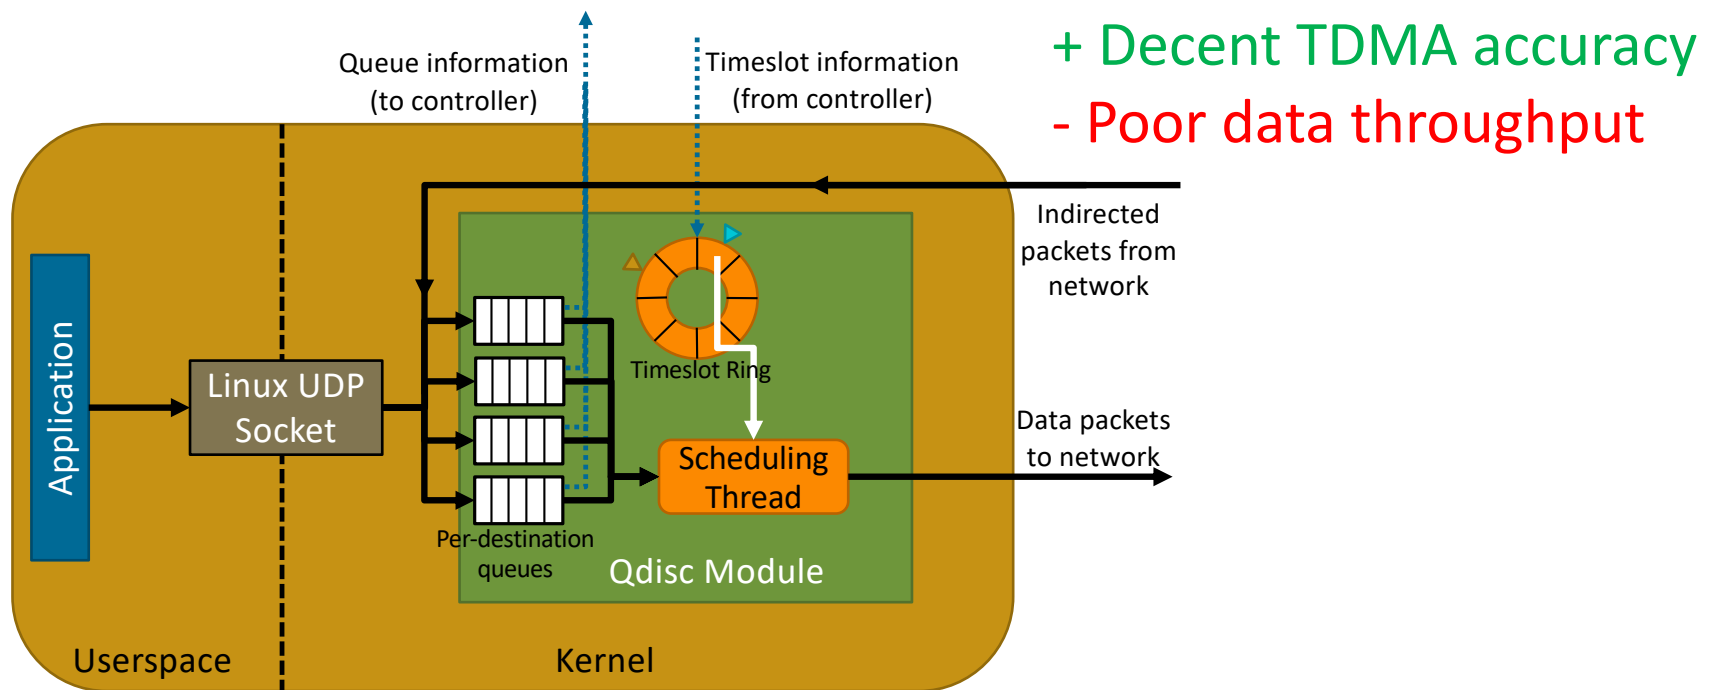 + Decent TDMA accuracy
- Poor data throughput
Queue information
(to controller)
Timeslot information
(from controller)
Indirected
packets from
network
Application
Linux UDP
Socket
Timeslot Ring
Data packets
to network
Scheduling
Thread
Per-destination
queues
Qdisc Module
Userspace
Kernel